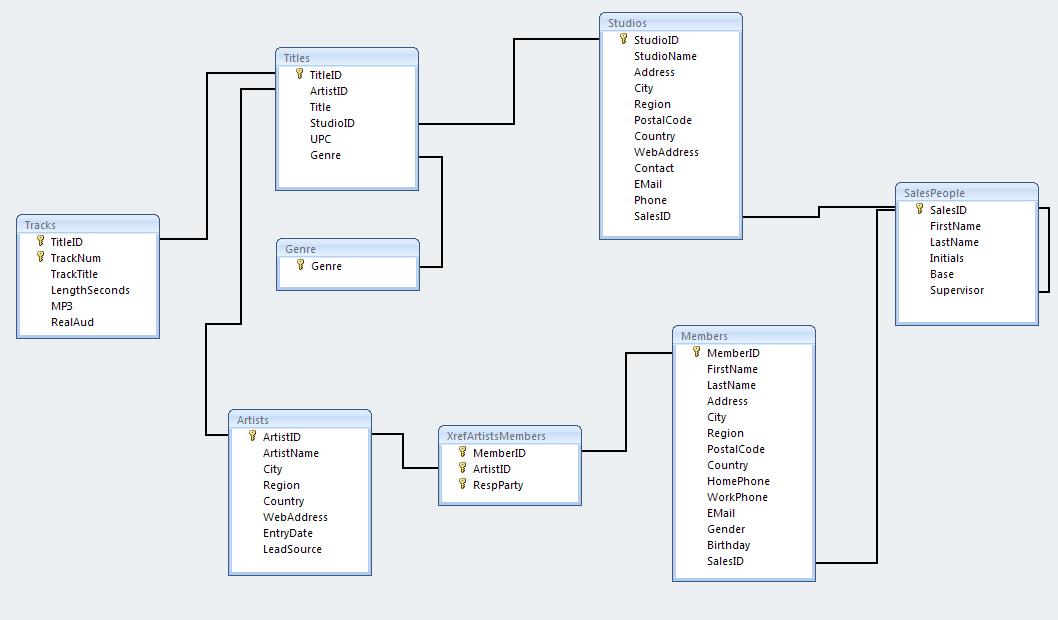 Studios
StudioID
StudioName
Address
City
Region
PostalCode
Country
WebAddress
Contact
EMail
Phone
SalesID
Titles
TitleID
ArtistID
Title
StudioID
UPC
Genre
SalesPeople
SalesID
FirstName
LastName
Initials
Base
Supervisor
Tracks
TitleID
TrackNum
TrackTitle
LengthSeconds
MP3
RealAud
Genre
Genre
Members
MemberID
FirstName
LastName
Address
City
Region
PostalCode
Country
HomePhone
WorkPhone
EMail
Gender
Birthday
SalesID
Artists
ArtistID
ArtistName
City
Region
Country
WebAddress
EntryDate
LeadSource
XrefArtistsMembers
MemberID
ArtistID
RespParty